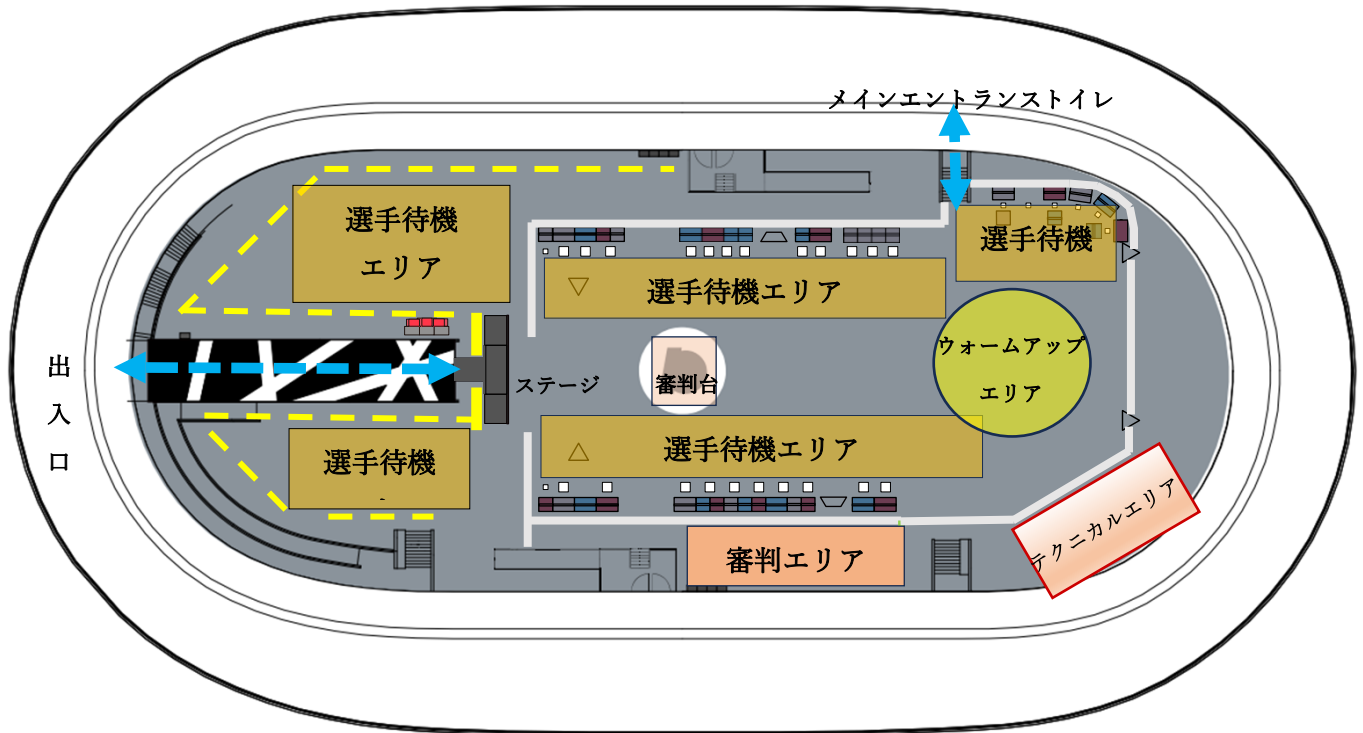 メインエントランストイレ
選手待機
エリア
選手待機
選手待機エリア
ウォームアップ
エリア
出
入
口
ステージ
審判台
選手待機エリア
選手待機
審判エリア
テクニカルエリア